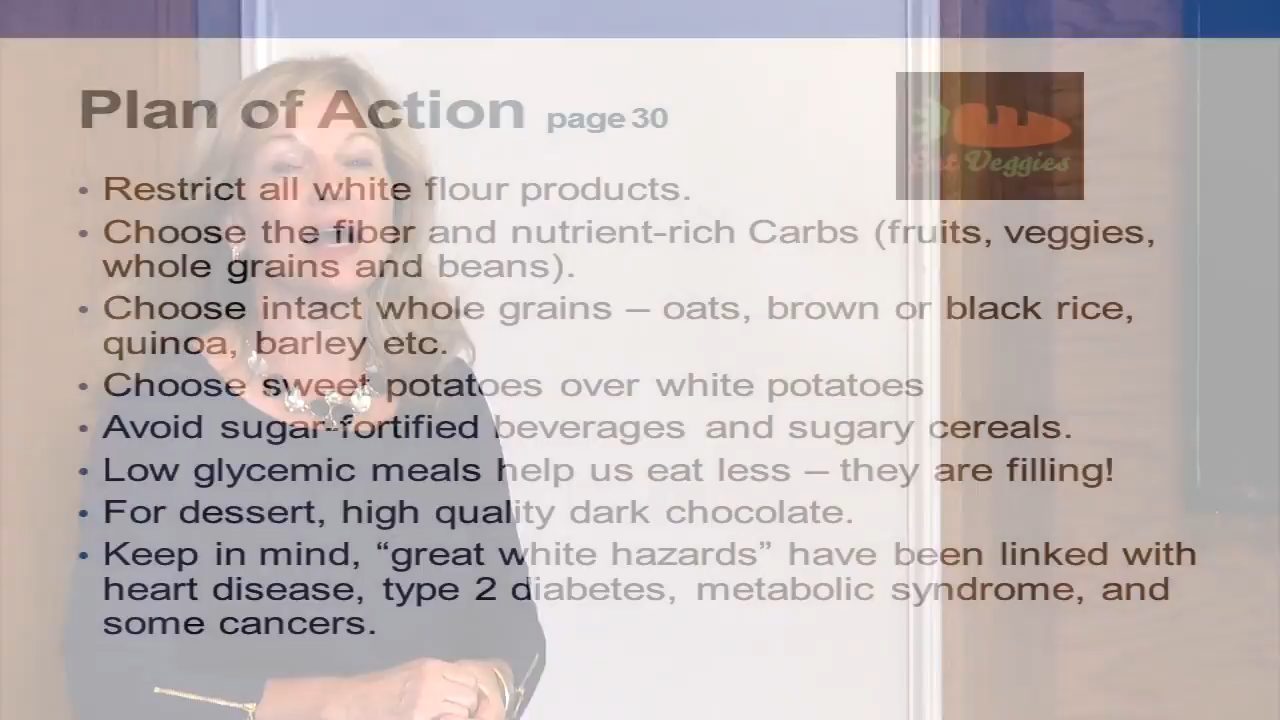 Plan of Action page 30
• Restrict all white flour products.
• Choose the fiber and nutrient-rich Carbs (fruits, veggies,
whole grains and beans).
• Choose intact whole grains – oats, brown or black rice,
quinoa, barley etc.
• Choose sweet potatoes over white potatoes
• Avoid sugar-fortified beverages and sugary cereals.
• Low glycemic meals help us eat less – they are filling!
• For dessert, high quality dark chocolate.
• Keep in mind, “great white hazards” have been linked with
heart disease, type 2 diabetes, metabolic syndrome, and
some cancers.
Eat Veggies